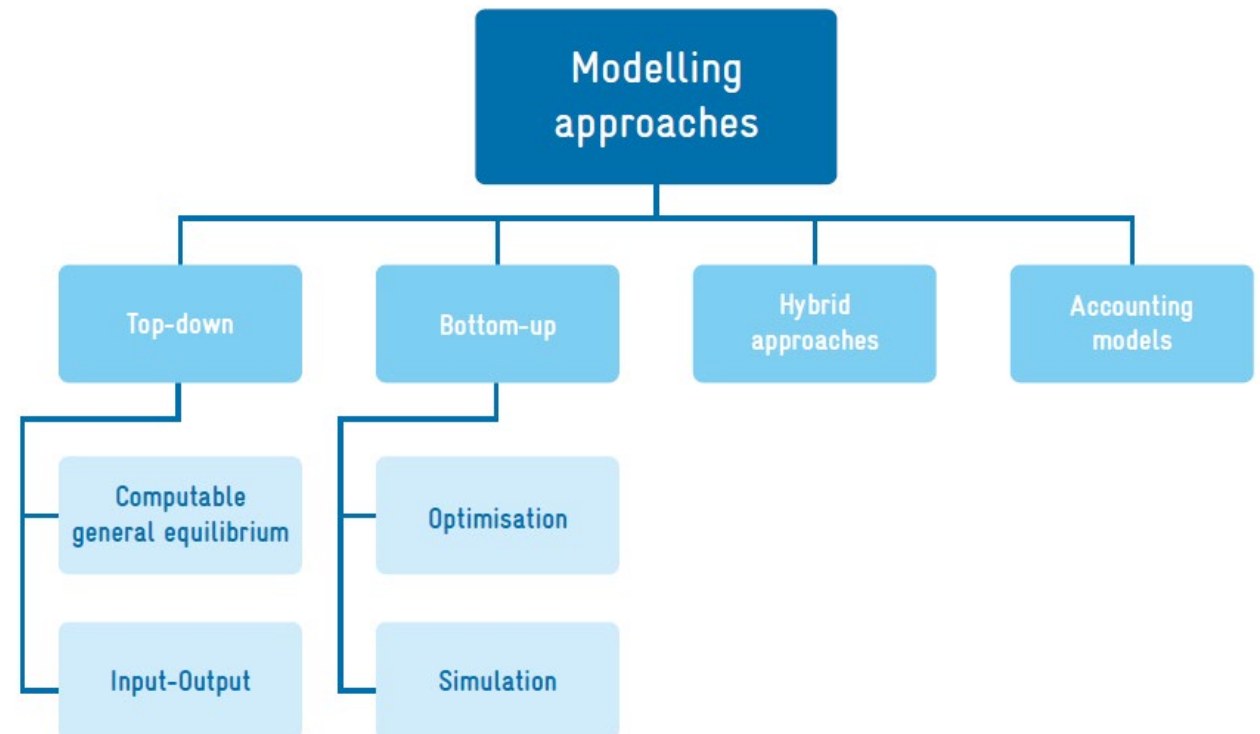 Modelling
approaches
Top-down
Bottom-up
Hybrid
approaches
Accounting
models
Computable
general equilibrium
Optimisation
Input-Output
Simulation